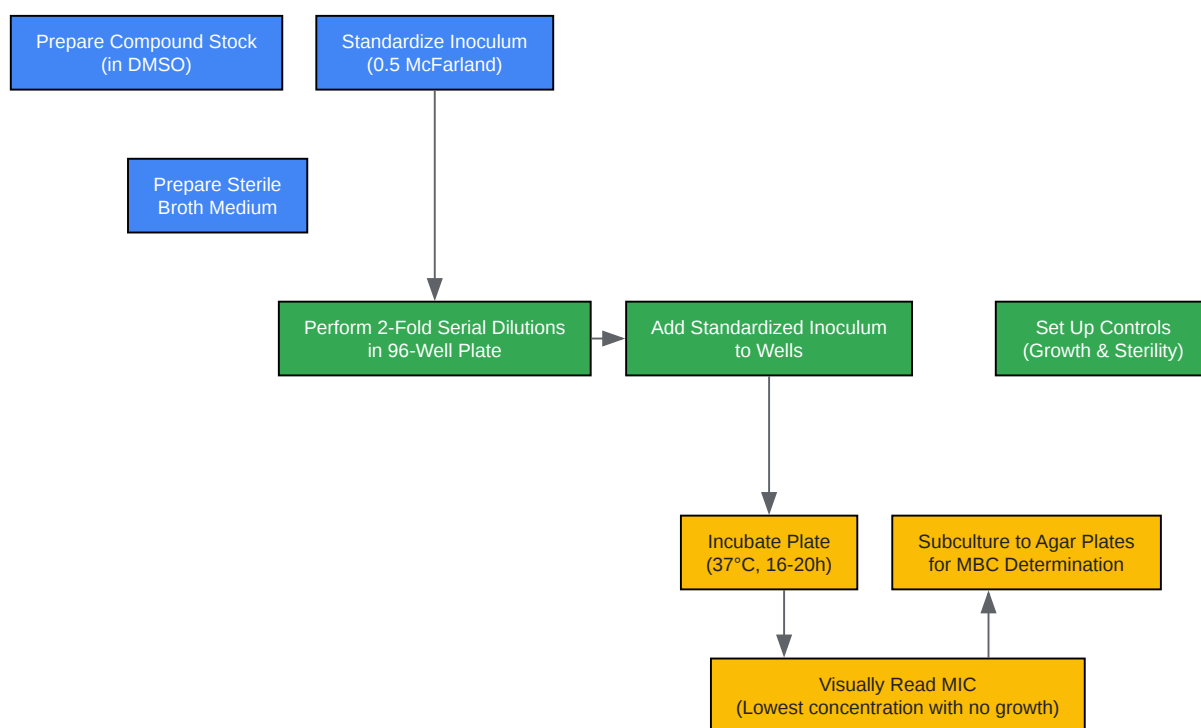 Prepare Compound Stock
(in DMSO)
Standardize Inoculum
(0.5 McFarland)
Prepare Sterile
Broth Medium
Perform 2-Fold Serial Dilutions
in 96-Well Plate
Add Standardized Inoculum
to Wells
Set Up Controls
(Growth & Sterility)
Incubate Plate
(37°C, 16-20h)
Subculture to Agar Plates
for MBC Determination
Visually Read MIC
(Lowest concentration with no growth)